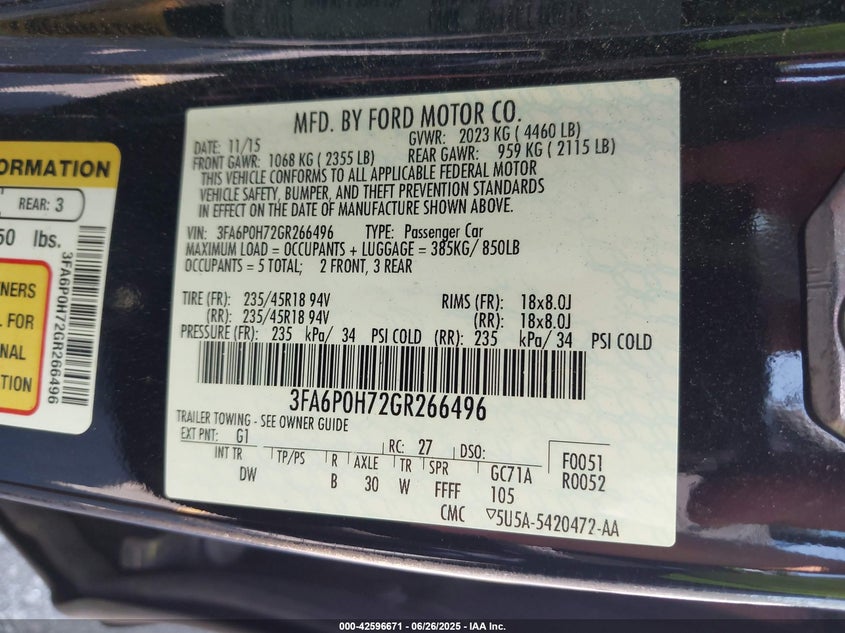 MFD. BY FORD MOTOR CO.
DATE: 11/15 GVWR: 2023 KG ( 4460 LB)
FRONT GAWR: 1068 KG ( 2355 LB) REAR GAWR: 959 KG ( 2115 LB)
THIS VEHICLE CONFORMS TO ALL APPLICABLE FEDERAL MOTOR
VEHICLE SAFETY, BUMPER, AND THEFT PREVENTION STANDARDS
IN EFFECT ON THE DATE OF MANUFACTURE SHOWN ABOVE.
VIN: 3FA6P0H72GR266496 TYPE: Passenger Car
MAXIMUM LOAD = OCCUPANTS + LUGGAGE = 385KG/ 850LB
OCCUPANTS = 5 TOTAL; 2 FRONT, 3 REAR
TIRE (FR): 235/45R18 94V RIMS (FR): 18x8.0J
(RR): 235/45R18 94V (RR): 18x8.0J
PRESSURE (FR): 235 kPa/ 34 PSI COLD (RR): 235 kPa/ 34 PSI COLD
3FA6P0H72GR266496
TRAILER TOWING - SEE OWNER GUIDE
EXT PNT: G1 RC: 27 DSO: F0051
INT TR TP/PS R AXLE TR SPR GC71A R0052
DW B 30 W FFFF 105
CMC 5U5A-5420472-AA
ORMATION
REAR: 3
50 lbs.
3FA6P0H72GR266496
NERS
L FOR
NAL
TION
000-42596671 / 06/26/2025 - IAA Inc.